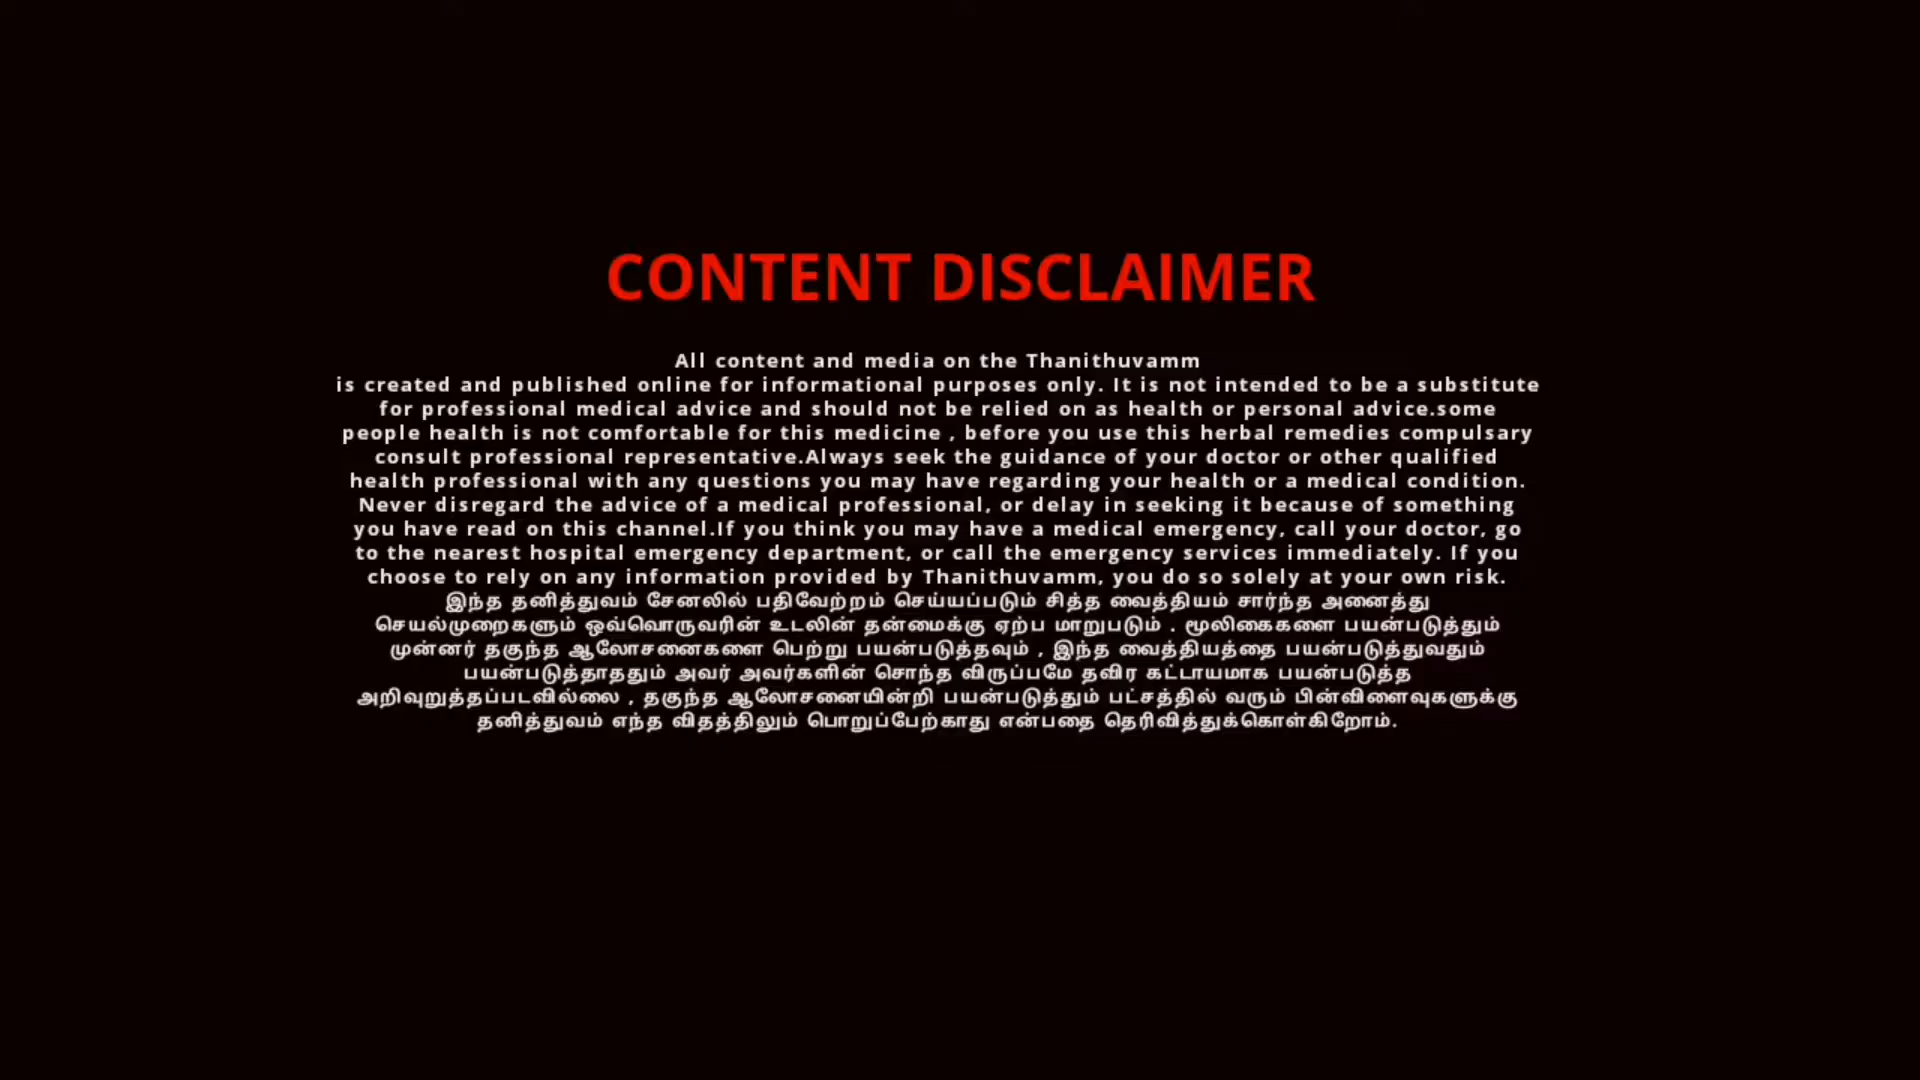 CONTENT DISCLAIMER
All content and media on the Thanithuvamm
is created and published online for informational purposes only. It is not intended to be a substitute
for professional medical advice and should not be relied on as health or personal advice.some
people health is not comfortable for this medicine , before you use this herbal remedies compulsary
consult professional representative.Always seek the guidance of your doctor or other qualified
health professional with any questions you may have regarding your health or a medical condition.
Never disregard the advice of a medical professional, or delay in seeking it because of something
you have read on this channel.If you think you may have a medical emergency, call your doctor, go
to the nearest hospital emergency department, or call the emergency services immediately. If you
choose to rely on any information provided by Thanithuvamm, you do so solely at your own risk.
இந்த தனித்துவம் சேனலில் பதிவேற்றம் செய்யப்படும் சித்த வைத்தியம் சார்ந்த அனைத்து
செயல்முறைகளும் ஒவ்வொருவரின் உடலின் தன்மைக்கு ஏற்ப மாறுபடும் . மூலிகைகளை பயன்படுத்தும்
முன்னர் தகுந்த ஆலோசனைகளை பெற்று பயன்படுத்தவும் , இந்த வைத்தியத்தை பயன்படுத்துவதும்
பயன்படுத்தாததும் அவர் அவர்களின் சொந்த விருப்பமே தவிர கட்டாயமாக பயன்படுத்த
அறிவுறுத்தப்படவில்லை , தகுந்த ஆலோசனையின்றி பயன்படுத்தும் பட்சத்தில் வரும் பின்விளைவுகளுக்கு
தனித்துவம் எந்த விதத்திலும் பொறுப்பேற்காது என்பதை தெரிவித்துக்கொள்கிறோம்.